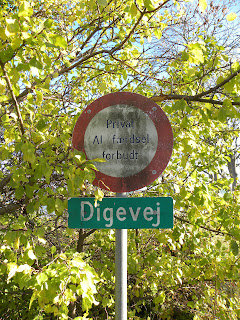 Privat
Al færdsel
forbudt
Digevej